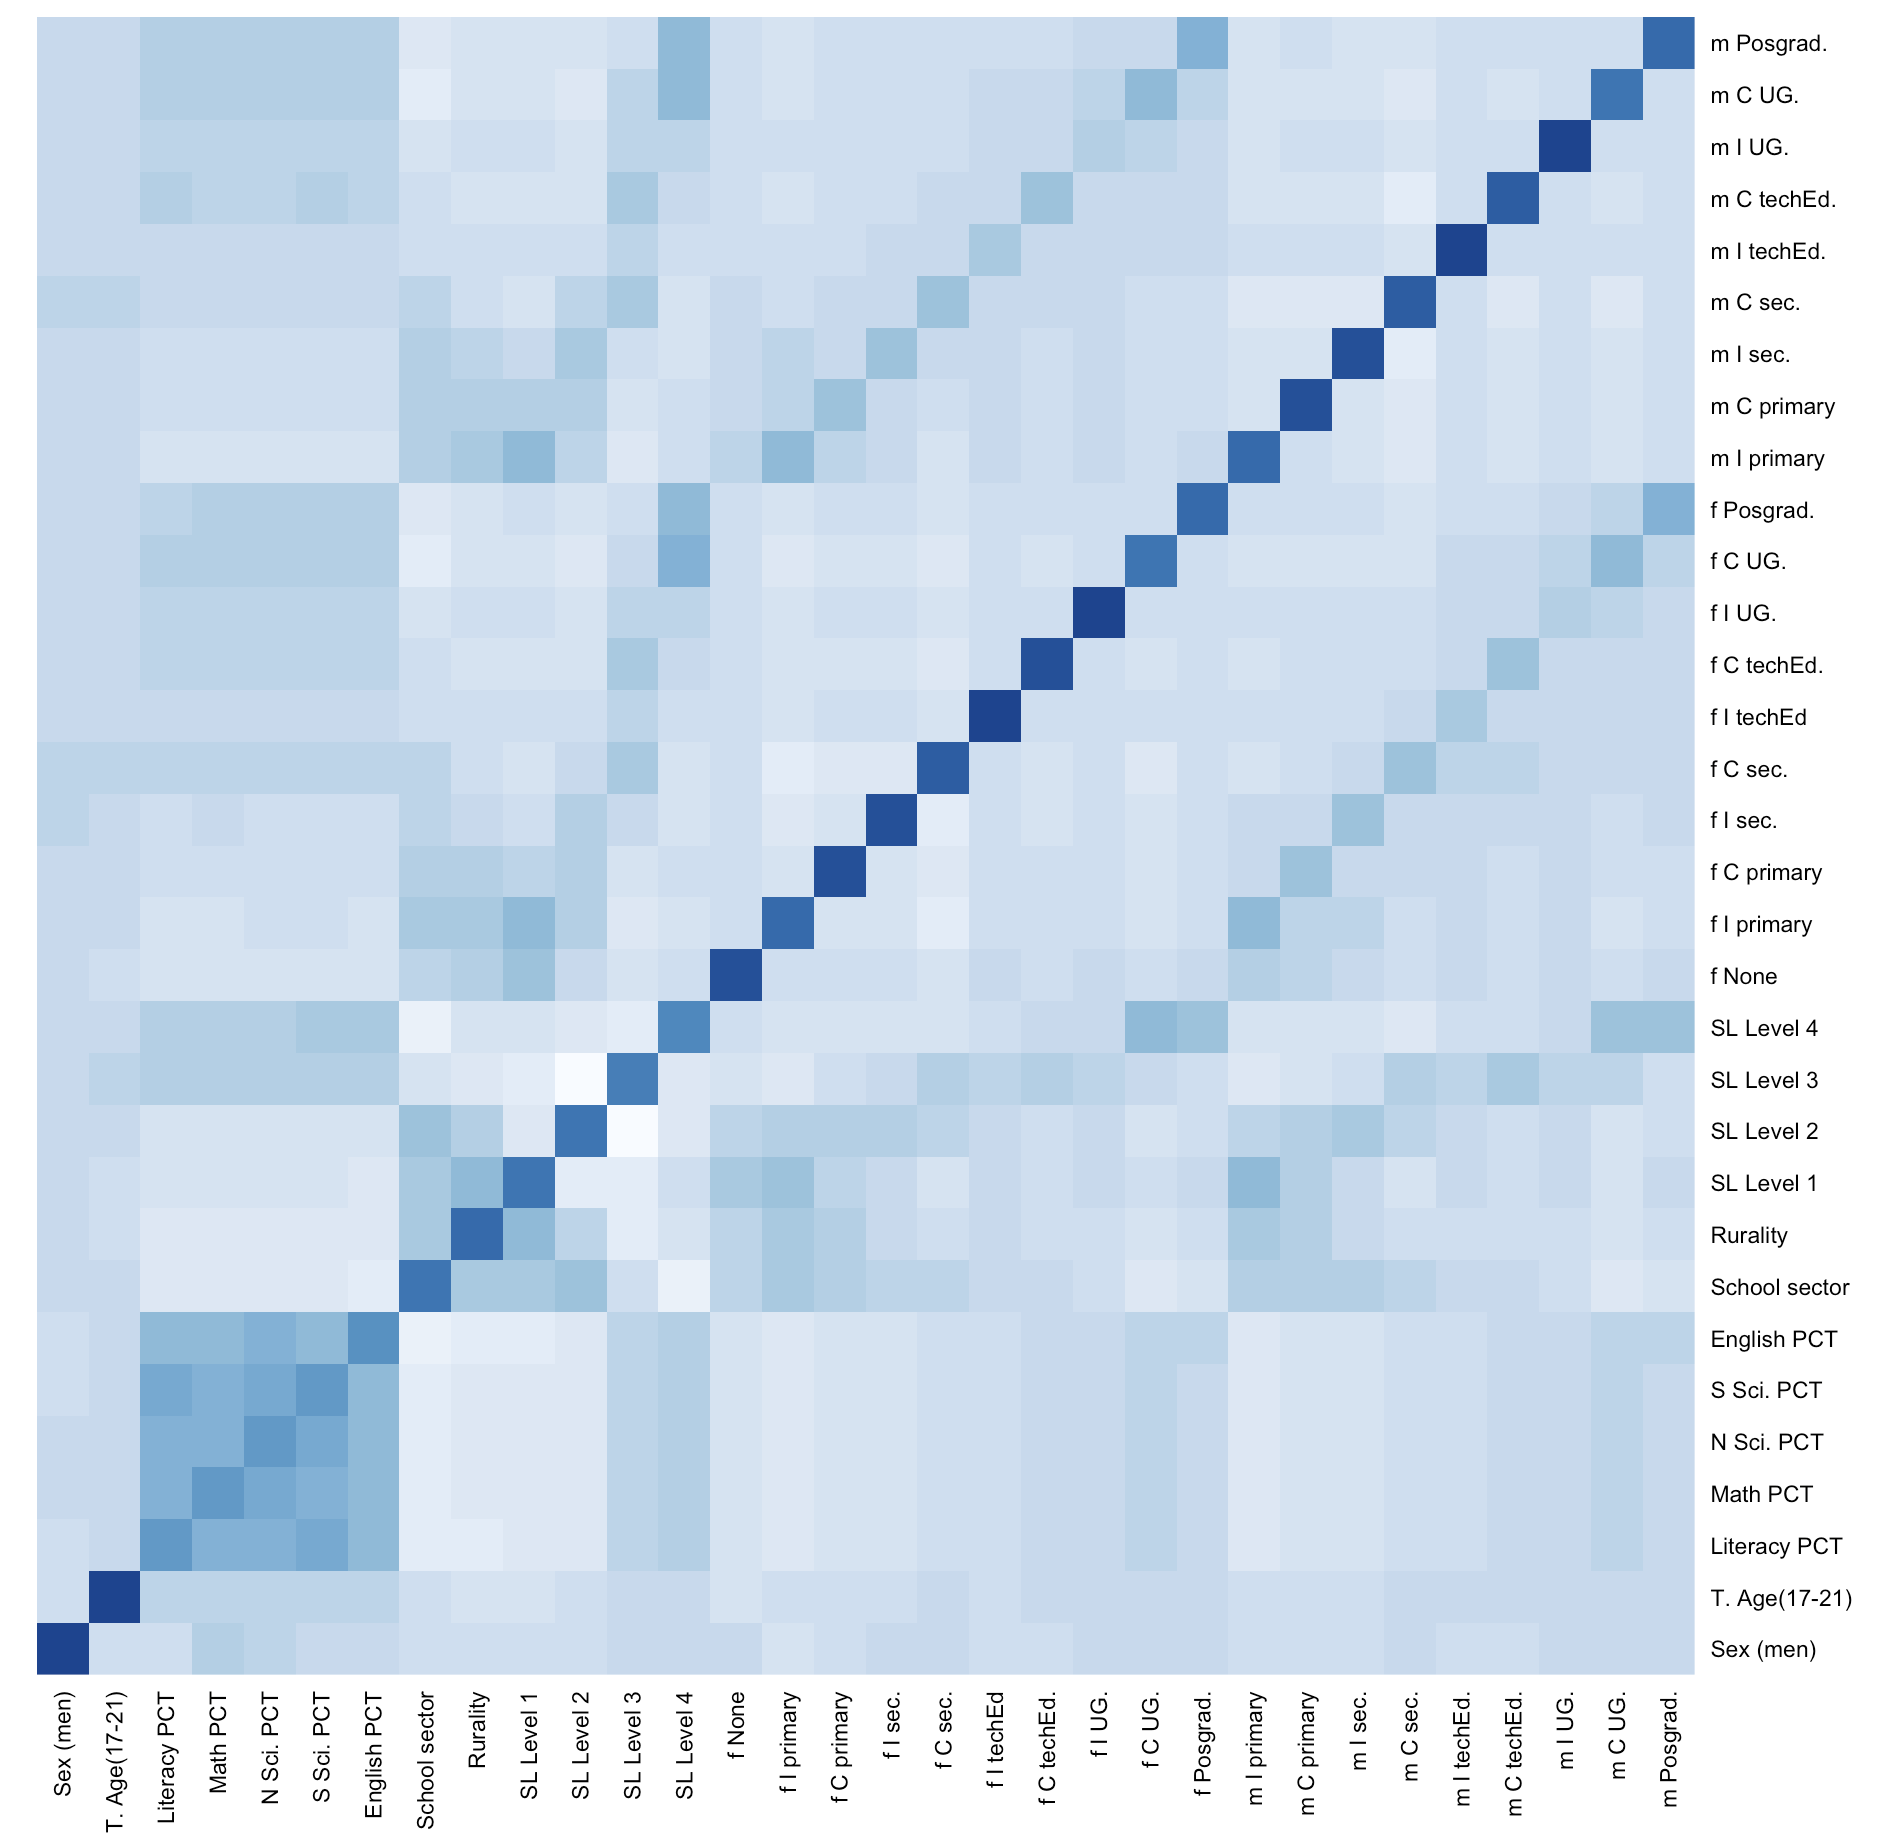 m Posgrad.
m C UG.
m I UG.
m C techEd.
m I techEd.
m C sec.
m I sec.
m C primary
m I primary
f Posgrad.
f C UG.
f I UG.
f C techEd.
f I techEd
f C sec.
f I sec.
f C primary
f I primary
f None
SL Level 4
SL Level 3
SL Level 2
SL Level 1
Rurality
School sector
English PCT
S Sci. PCT
N Sci. PCT
Math PCT
Literacy PCT
T. Age(17-21)
Sex (men)
Sex (men)
T. Age(17-21)
Literacy PCT
Math PCT
N Sci. PCT
S Sci. PCT
English PCT
School sector
Rurality
SL Level 1
SL Level 2
SL Level 3
SL Level 4
f None
f I primary
f C primary
f I sec.
f C sec.
f I techEd
f C techEd.
f I UG.
f C UG.
f Posgrad.
m I primary
m C primary
m I sec.
m C sec.
m I techEd.
m C techEd.
m I UG.
m C UG.
m Posgrad.